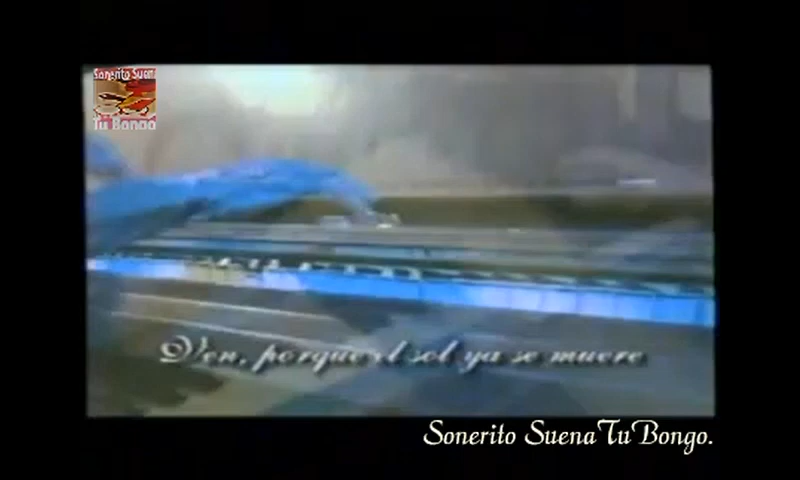 Sonerito Suena
Tu Bongo
Ven, porque el sol ya se muere
Sonerito Suena Tu Bongo.